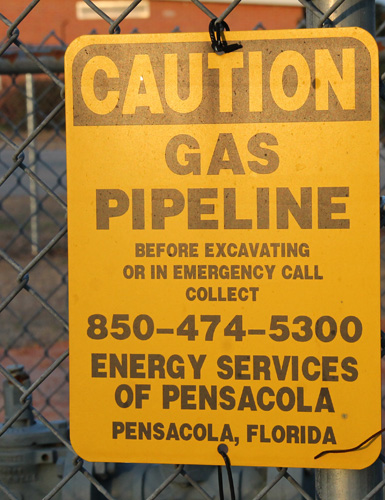 CAUTION
GAS
PIPELINE
BEFORE EXCAVATING
OR IN EMERGENCY CALL
COLLECT
850-474-5300
ENERGY SERVICES
OF PENSACOLA
PENSACOLA, FLORIDA